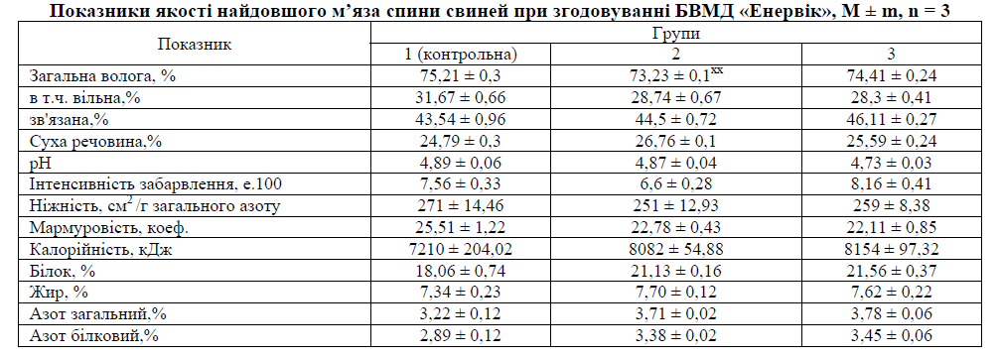 Показники якості найдовшого м’яза спини свиней при згодовуванні БВМД «Енервік», М ± m, n = 3
Показник Групи
1 (контрольна) 2 3
Загальна волога, % 75,21 ± 0,3 73,23 ± 0,1хх 74,41 ± 0,24
в т.ч. вільна,% 31,67 ± 0,66 28,74 ± 0,67 28,3 ± 0,41
зв'язана,% 43,54 ± 0,96 44,5 ± 0,72 46,11 ± 0,27
Суха речовина,% 24,79 ± 0,3 26,76 ± 0,1 25,59 ± 0,24
рН 4,89 ± 0,06 4,87 ± 0,04 4,73 ± 0,03
Інтенсивність забарвлення, е.100 7,56 ± 0,33 6,6 ± 0,28 8,16 ± 0,41
Ніжність, см2 /г загального азоту 271 ± 14,46 251 ± 12,93 259 ± 8,38
Мармуровість, коеф. 25,51 ± 1,22 22,78 ± 0,43 22,11 ± 0,85
Калорійність, кДж 7210 ± 204,02 8082 ± 54,88 8154 ± 97,32
Білок, % 18,06 ± 0,74 21,13 ± 0,16 21,56 ± 0,37
Жир, % 7,34 ± 0,23 7,70 ± 0,12 7,62 ± 0,22
Азот загальний,% 3,22 ± 0,12 3,71 ± 0,02 3,78 ± 0,06
Азот білковий,% 2,89 ± 0,12 3,38 ± 0,02 3,45 ± 0,06